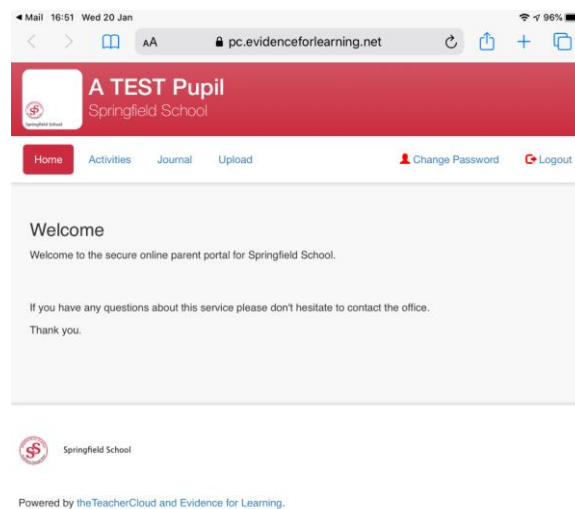 Mail 16:51 Wed 20 Jan 96%
AA pc.evidenceforlearning.net
A TEST Pupil
Springfield School
Springfield School
Home Activities Journal Upload Change Password Logout
Welcome
Welcome to the secure online parent portal for Springfield School.
If you have any questions about this service please don't hesitate to contact the office.
Thank you.
SS Springfield School
Powered by theTeacherCloud and Evidence for Learning.